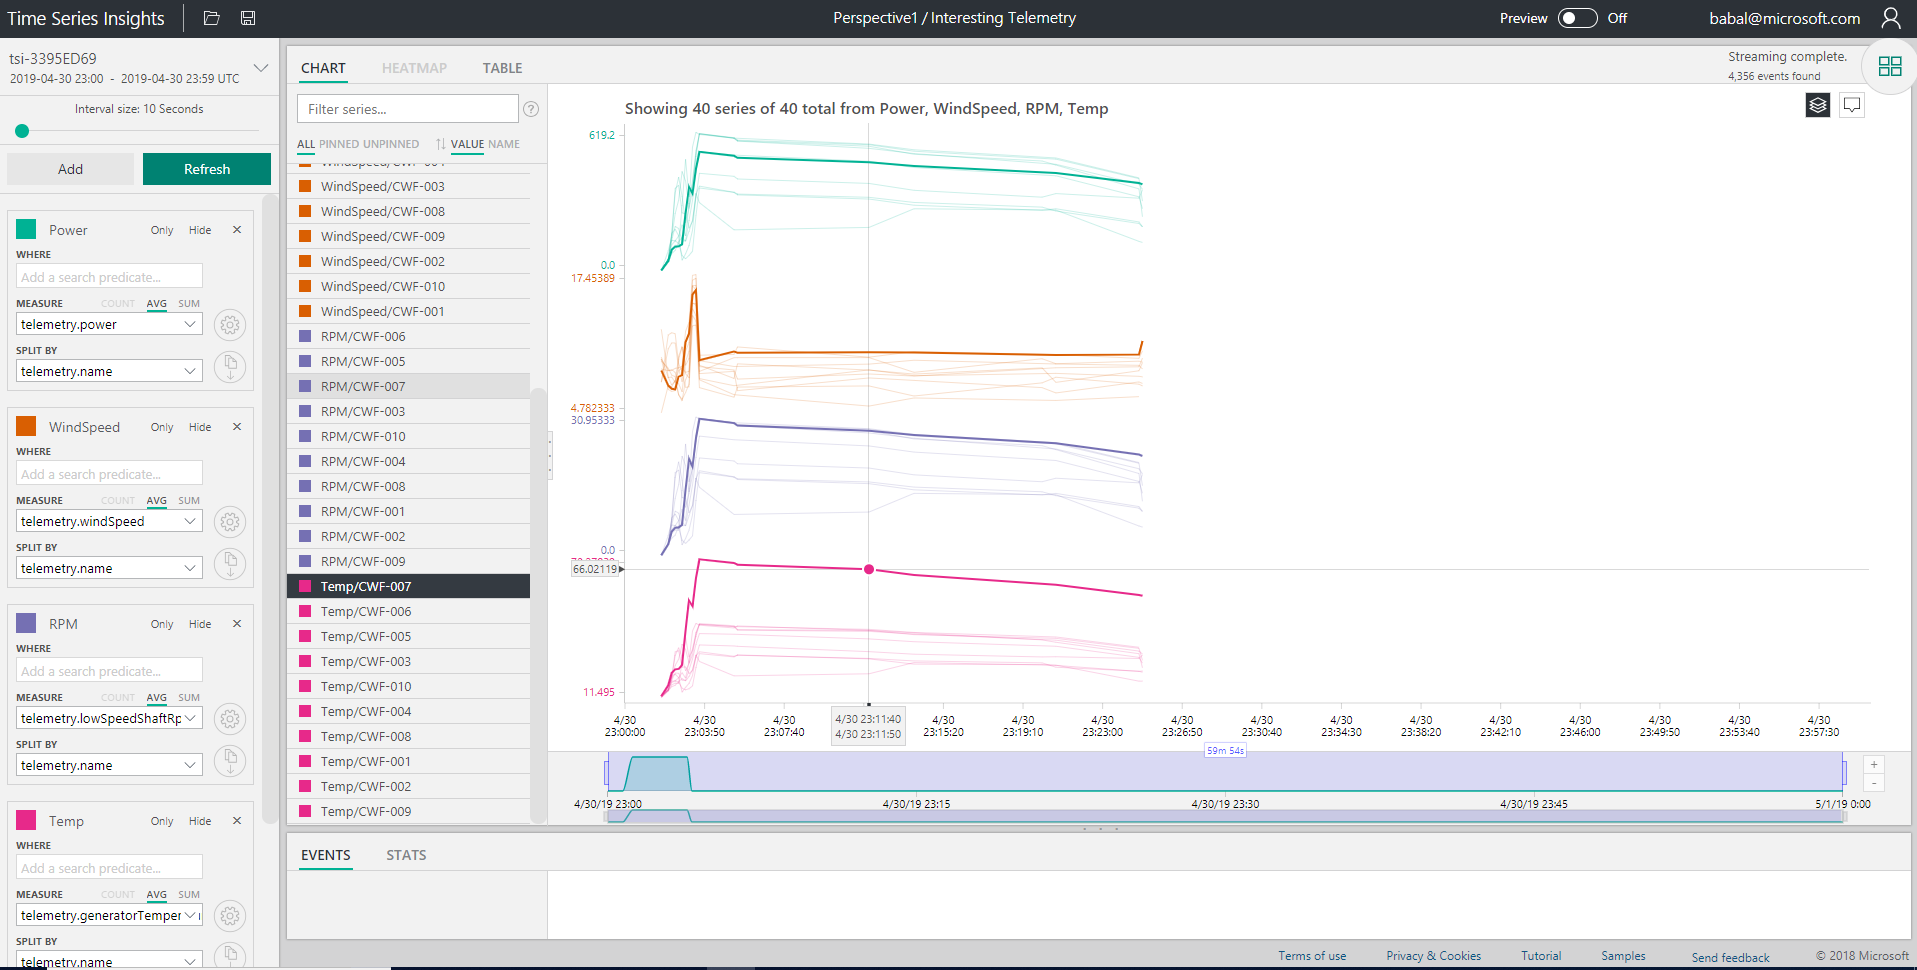 Time Series Insights
Perspective1 / Interesting Telemetry
Preview Off
babal@microsoft.com
tsi-3395ED69
2019-04-30 23:00 - 2019-04-30 23:59 UTC
Interval size: 10 Seconds
Add Refresh
Power Only Hide ×
WHERE
Add a search predicate...
MEASURE COUNT AVG SUM
telemetry.power
SPLIT BY
telemetry.name
WindSpeed Only Hide ×
WHERE
Add a search predicate...
MEASURE COUNT AVG SUM
telemetry.windSpeed
SPLIT BY
telemetry.name
RPM Only Hide ×
WHERE
Add a search predicate...
MEASURE COUNT AVG SUM
telemetry.lowSpeedShaftRp
SPLIT BY
telemetry.name
Temp Only Hide ×
WHERE
Add a search predicate...
MEASURE COUNT AVG SUM
telemetry.generatorTemper
SPLIT BY
telemetry.name
CHART HEATMAP TABLE
Streaming complete.
4,356 events found
Filter series... ?
ALL PINNED UNPINNED VALUE NAME
WindSpeed/CWF-003
WindSpeed/CWF-008
WindSpeed/CWF-009
WindSpeed/CWF-002
WindSpeed/CWF-010
WindSpeed/CWF-001
RPM/CWF-006
RPM/CWF-005
RPM/CWF-007
RPM/CWF-003
RPM/CWF-010
RPM/CWF-004
RPM/CWF-008
RPM/CWF-001
RPM/CWF-002
RPM/CWF-009
Temp/CWF-007
Temp/CWF-006
Temp/CWF-005
Temp/CWF-003
Temp/CWF-010
Temp/CWF-004
Temp/CWF-008
Temp/CWF-001
Temp/CWF-002
Temp/CWF-009
Showing 40 series of 40 total from Power, WindSpeed, RPM, Temp
619.2
0.0
17.45389
4.782333
30.95333
0.0
66.02119
11.495
4/30 4/30 4/30 4/30 23:11:40 4/30 4/30 4/30 4/30 4/30 4/30 4/30 4/30 4/30 4/30 4/30
23:00:00 23:03:50 23:07:40 4/30 23:11:50 23:15:20 23:19:10 23:23:00 23:26:50 23:30:40 23:34:30 23:38:20 23:42:10 23:46:00 23:49:50 23:53:40 23:57:30
59m 54s
+
-
4/30/19 23:00 4/30/19 23:15 4/30/19 23:30 4/30/19 23:45 5/1/19 0:00
EVENTS STATS
Terms of use Privacy & Cookies Tutorial Samples Send feedback © 2018 Microsoft